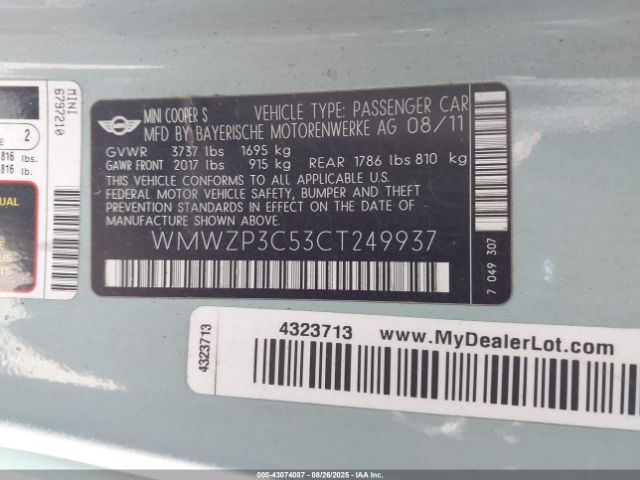 MINI
6797210
2
E
816 lbs.
816 lb.
UAL
MINI COOPER S VEHICLE TYPE: PASSENGER CAR
MFD BY BAYERISCHE MOTORENWERKE AG 08/11
GVWR 3737 lbs 1695 kg
GAWR FRONT 2017 lbs 915 kg REAR 1786 lbs 810 kg
THIS VEHICLE CONFORMS TO ALL APPLICABLE U.S.
FEDERAL MOTOR VEHICLE SAFETY, BUMPER AND THEFT
PREVENTION STANDARDS IN EFFECT ON THE DATE OF
MANUFACTURE SHOWN ABOVE.
WMWZP3C53CT249937
7 049 307
4323713
4323713 www.MyDealerLot.com
000-43074087 - 08/26/2025 - IAAI.COM